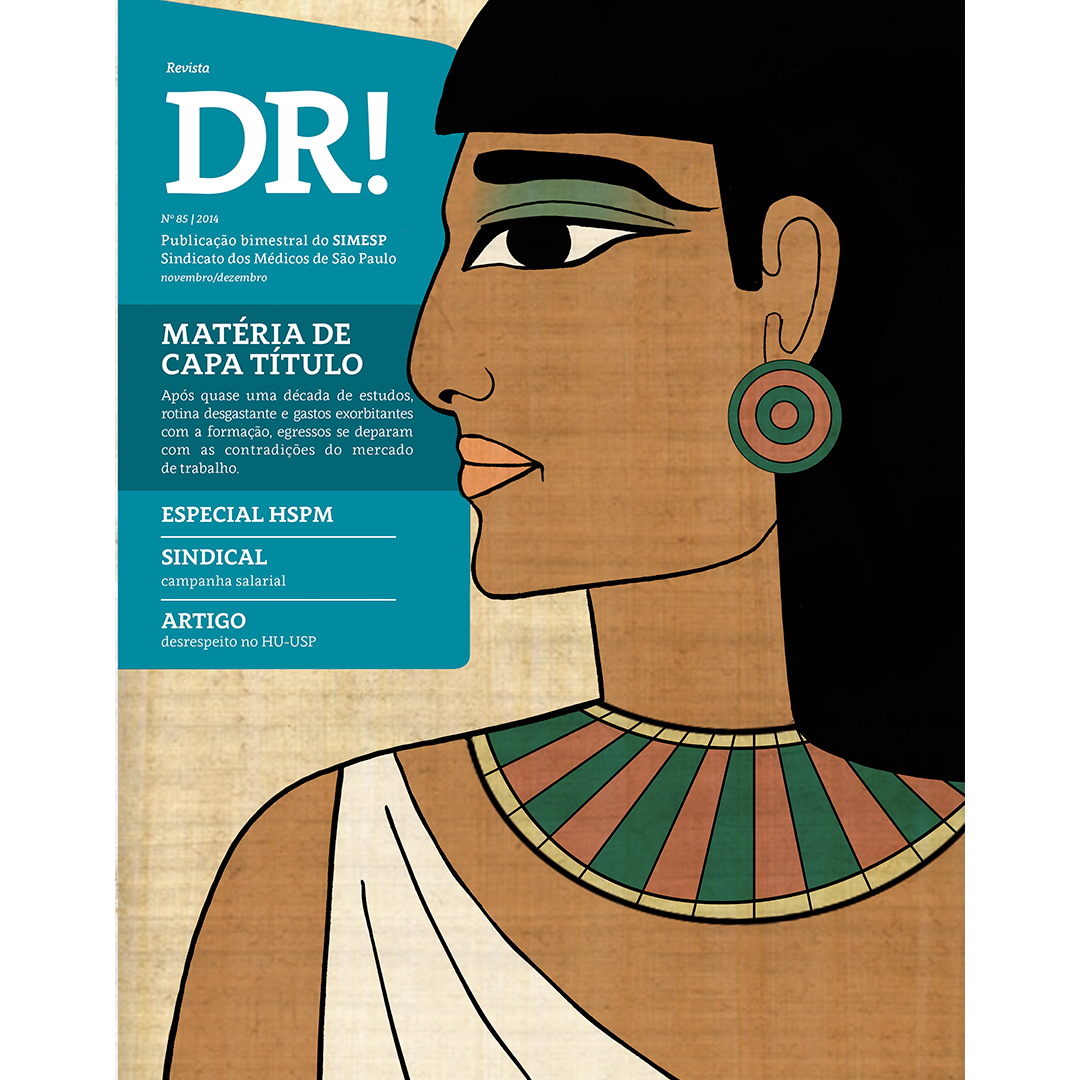 Revista
DR!
Nº 85 | 2014
Publicação bimestral do SIMESP
Sindicato dos Médicos de São Paulo
novembro/dezembro
MATÉRIA DE
CAPA TÍTULO
Após quase uma década de estudos,
rotina desgastante e gastos exorbitantes
com a formação, egressos se deparam
com as contradições do mercado
de trabalho.
ESPECIAL HSPM
SINDICAL
campanha salarial
ARTIGO
desrespeito no HU-USP